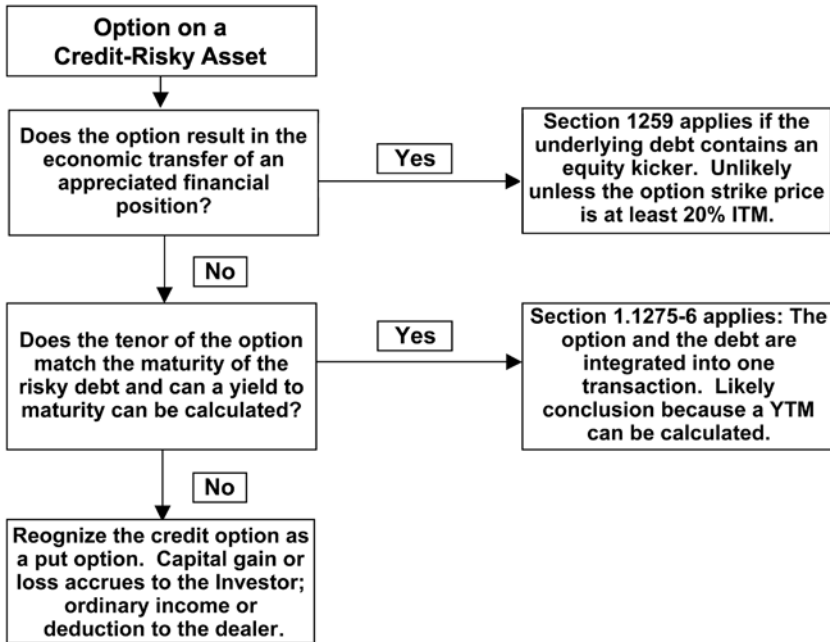 Option on a
Credit-Risky Asset
Does the option result in the
economic transfer of an
appreciated financial
position?
Yes
Section 1259 applies if the
underlying debt contains an
equity kicker. Unlikely
unless the option strike price
is at least 20% ITM.
No
Does the tenor of the option
match the maturity of the
risky debt and can a yield to
maturity can be calculated?
Yes
Section 1.1275-6 applies: The
option and the debt are
integrated into one
transaction. Likely
conclusion because a YTM
can be calculated.
No
Reognize the credit option as
a put option. Capital gain or
loss accrues to the Investor;
ordinary income or
deduction to the dealer.